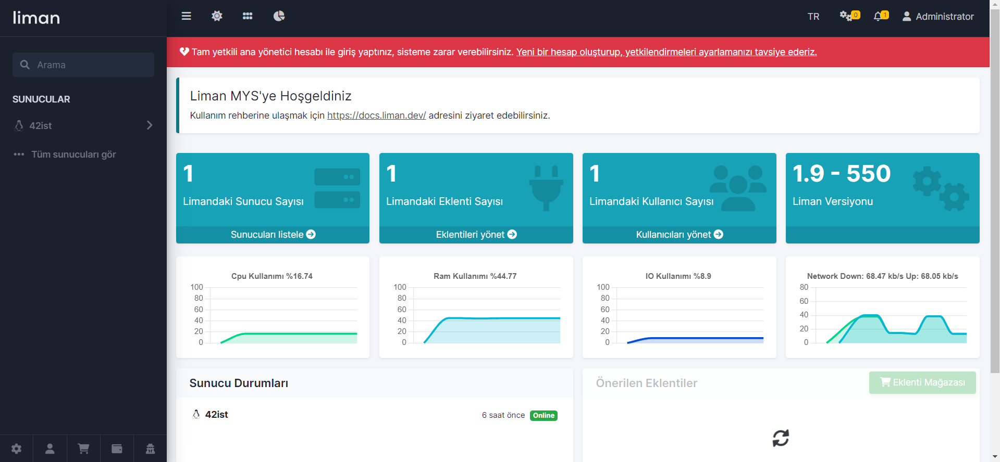 liman
TR
0
1
Administrator
Arama
SUNUCULAR
42ist
Tüm sunucuları gör
Tam yetkili ana yönetici hesabı ile giriş yaptınız, sisteme zarar verebilirsiniz. Yeni bir hesap oluşturup, yetkilendirmeleri ayarlamanızı tavsiye ederiz.
Liman MYS'ye Hoşgeldiniz
Kullanım rehberine ulaşmak için https://docs.liman.dev/ adresini ziyaret edebilirsiniz.
1
Limandaki Sunucu Sayısı
Sunucuları listele
1
Limandaki Eklenti Sayısı
Eklentileri yönet
1
Limandaki Kullanıcı Sayısı
Kullanıcıları yönet
1.9 - 550
Liman Versiyonu
Cpu Kullanımı %16.74
100
80
60
40
20
0
Ram Kullanımı %44.77
100
80
60
40
20
0
IO Kullanımı %8.9
100
80
60
40
20
0
Network Down: 68.47 kb/s Up: 68.05 kb/s
80
60
40
20
0
Sunucu Durumları
42ist
6 saat önce
Online
Önerilen Eklentiler
Eklenti Mağazası